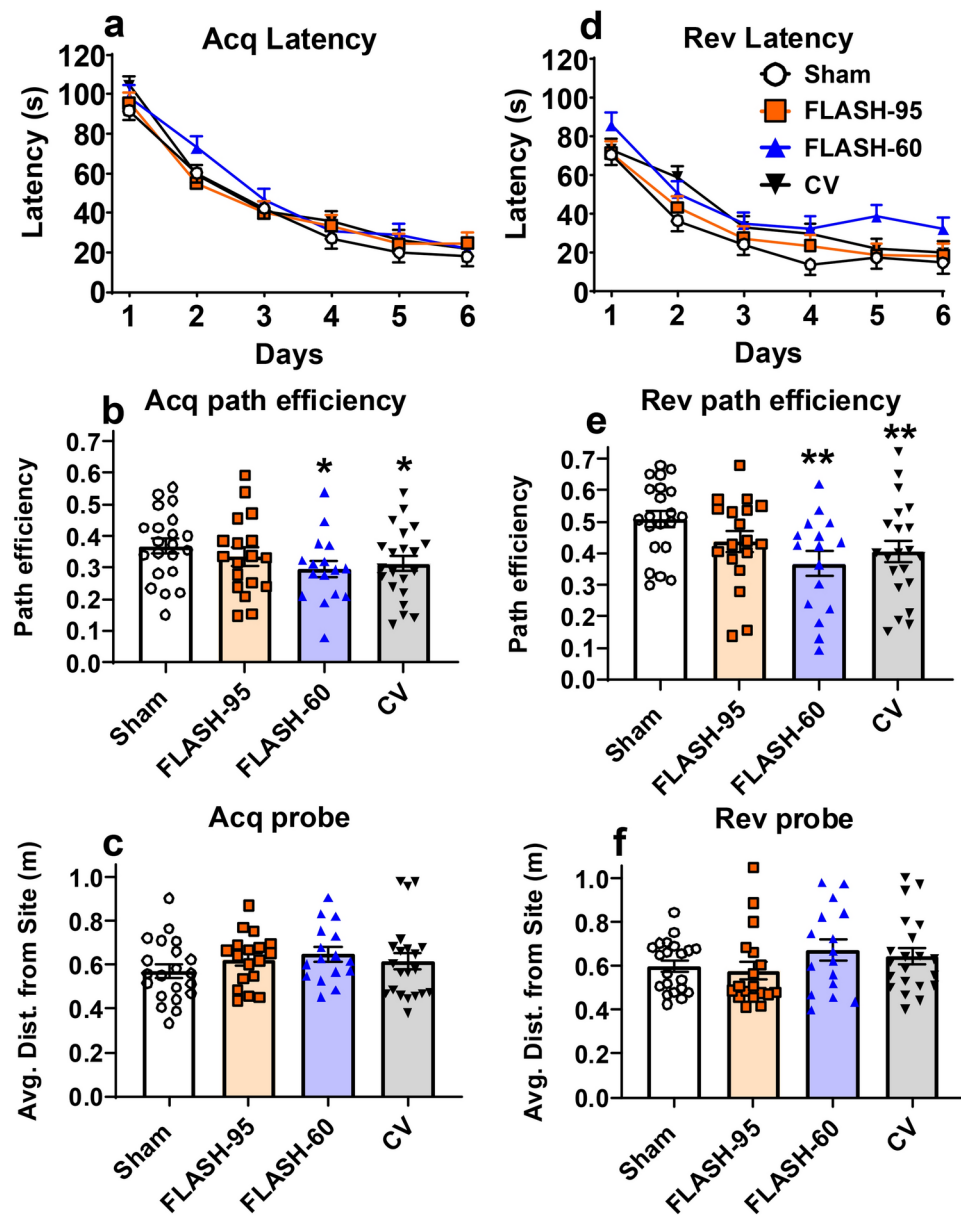 a
Acq Latency
Latency (s)
120
100
80
60
40
20
0
1 2 3 4 5 6
Days
d
Rev Latency
Latency (s)
120
100
80
60
40
20
0
1 2 3 4 5 6
Days
Sham
FLASH-95
FLASH-60
CV
b
Acq path efficiency
Path efficiency
0.7
0.6
0.5
0.4
0.3
0.2
0.1
0.0
* *
Sham
FLASH-95
FLASH-60
CV
e
Rev path efficiency
Path efficiency
0.7
0.6
0.5
0.4
0.3
0.2
0.1
0.0
** **
Sham
FLASH-95
FLASH-60
CV
c
Acq probe
Avg. Dist. from Site (m)
1.0
0.8
0.6
0.4
0.2
0.0
Sham
FLASH-95
FLASH-60
CV
f
Rev probe
Avg. Dist. from Site (m)
1.0
0.8
0.6
0.4
0.2
0.0
Sham
FLASH-95
FLASH-60
CV